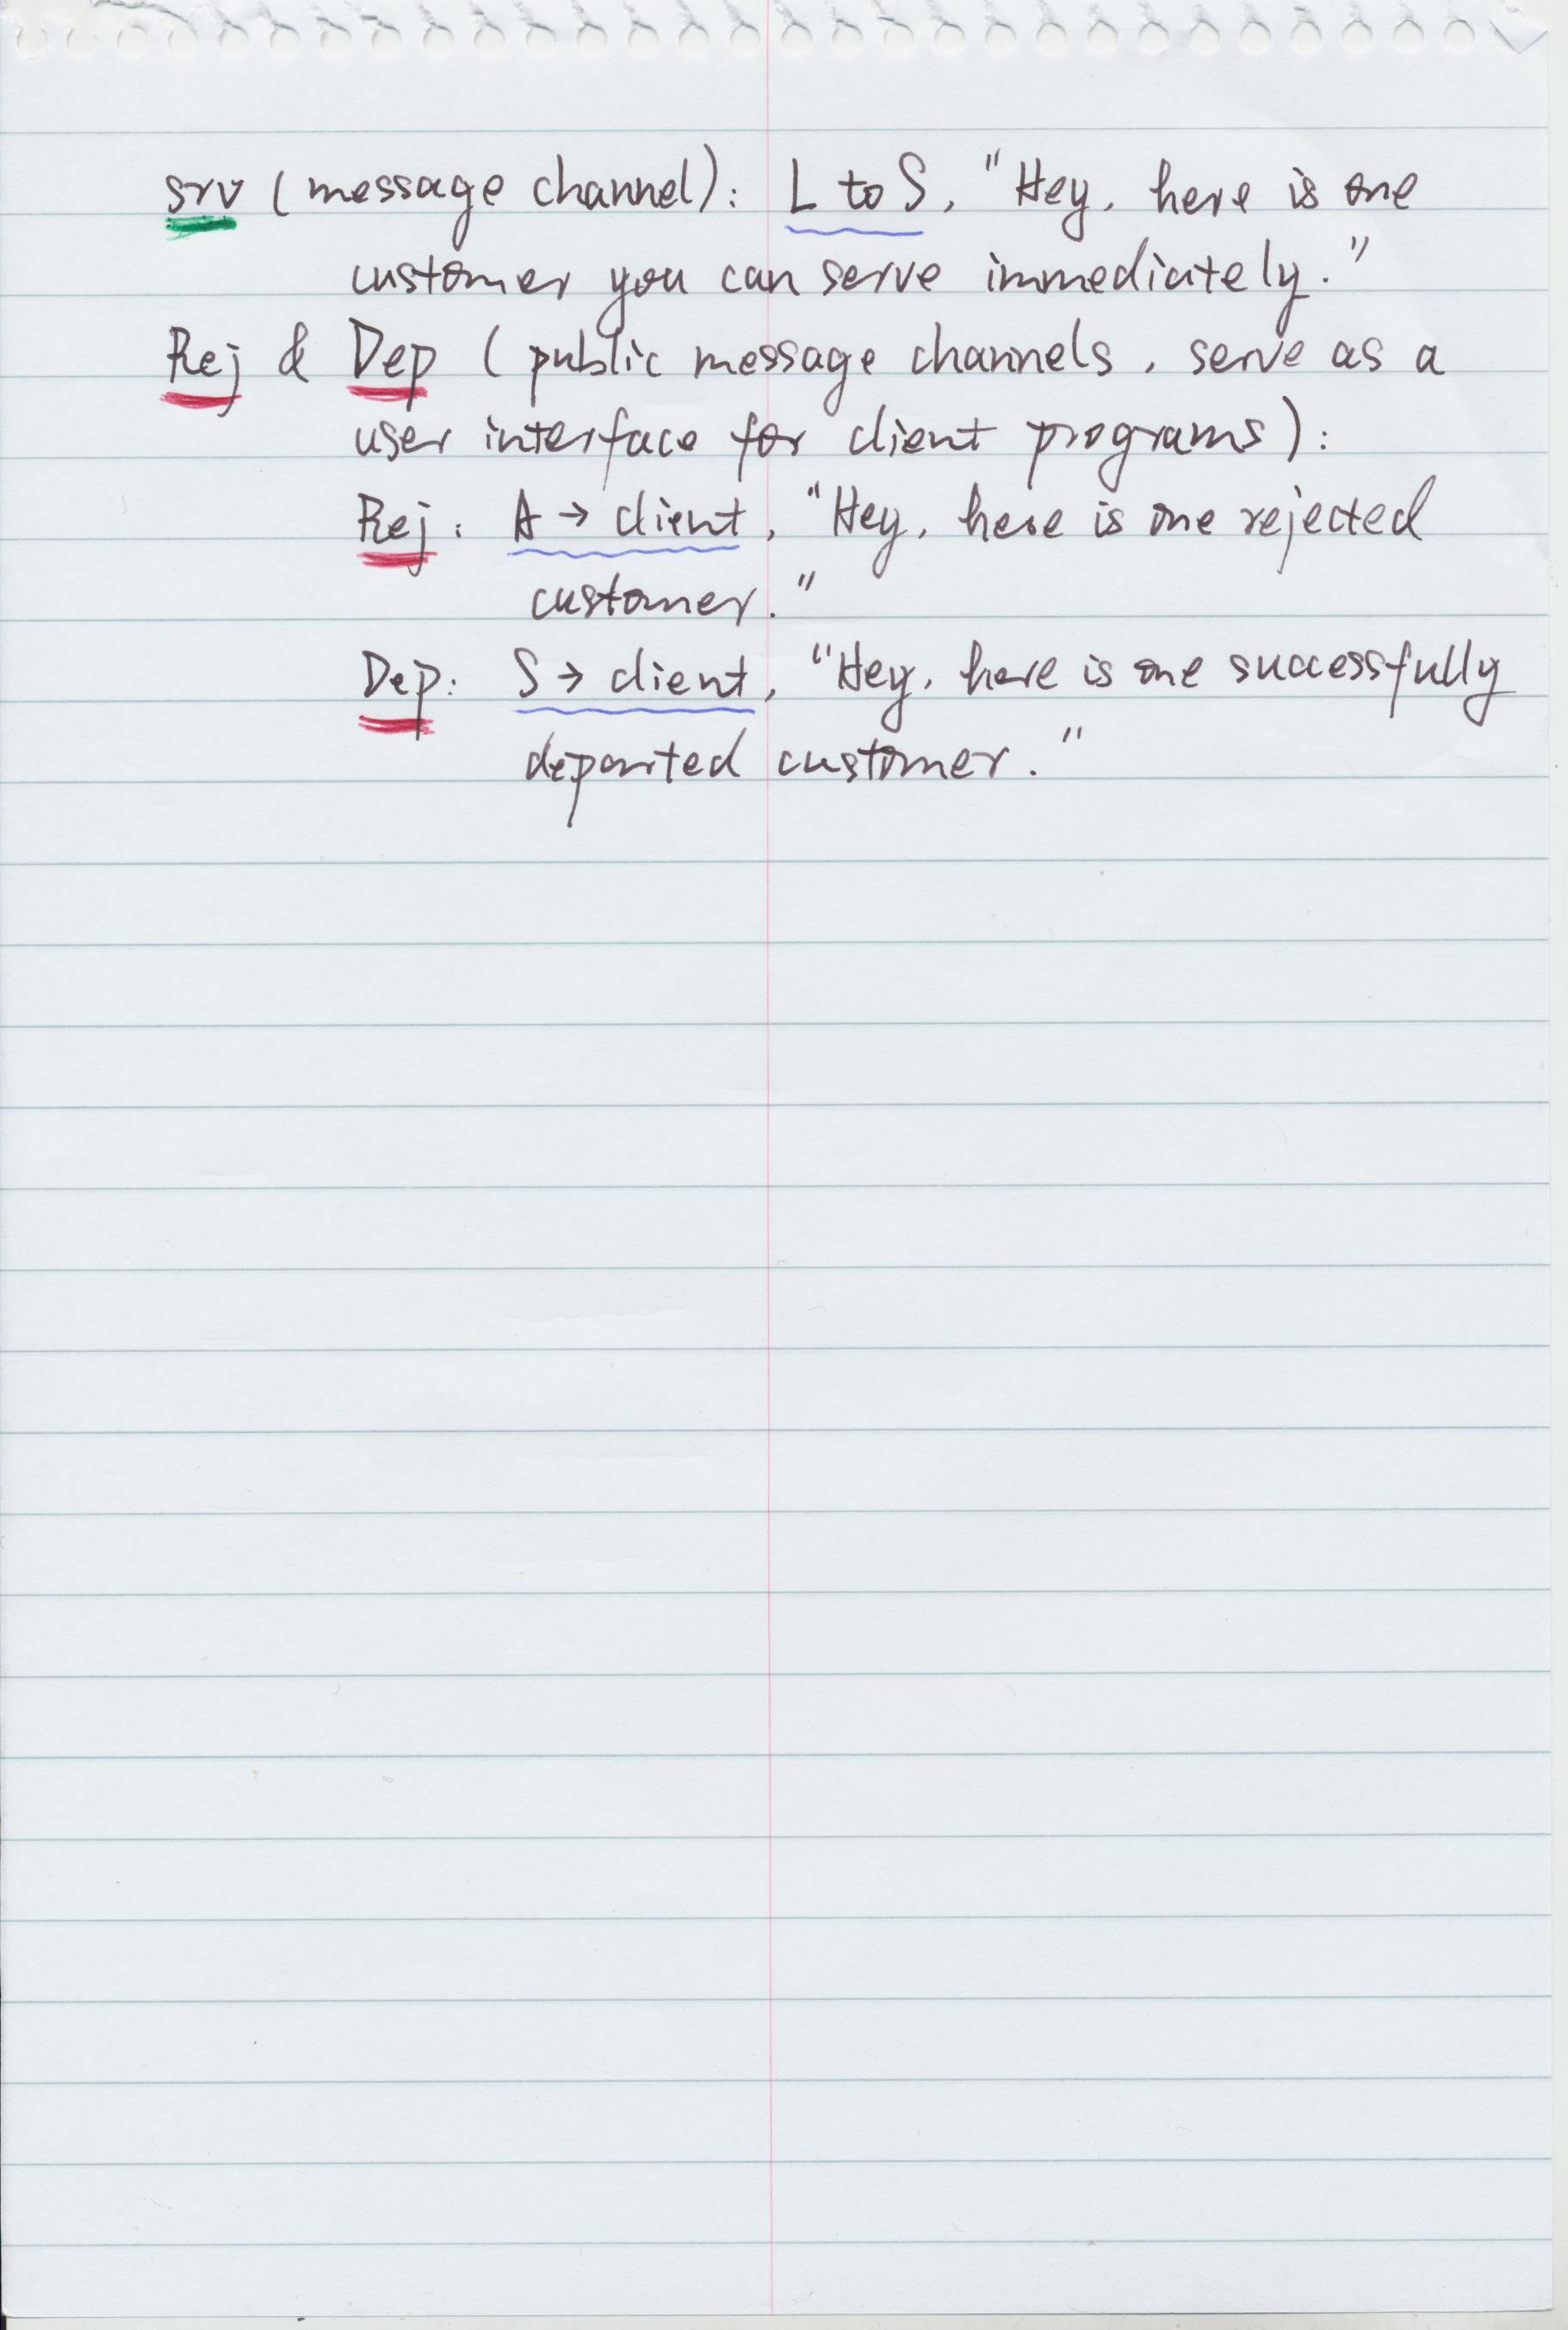 srv (message channel): L to S, "Hey, here is one
customer you can serve immediately."
Rej & Dep (public message channels, serve as a
user interface for client programs):
Rej: A → client, "Hey, here is one rejected
customer."
Dep: S → client, "Hey, here is one successfully
departed customer."